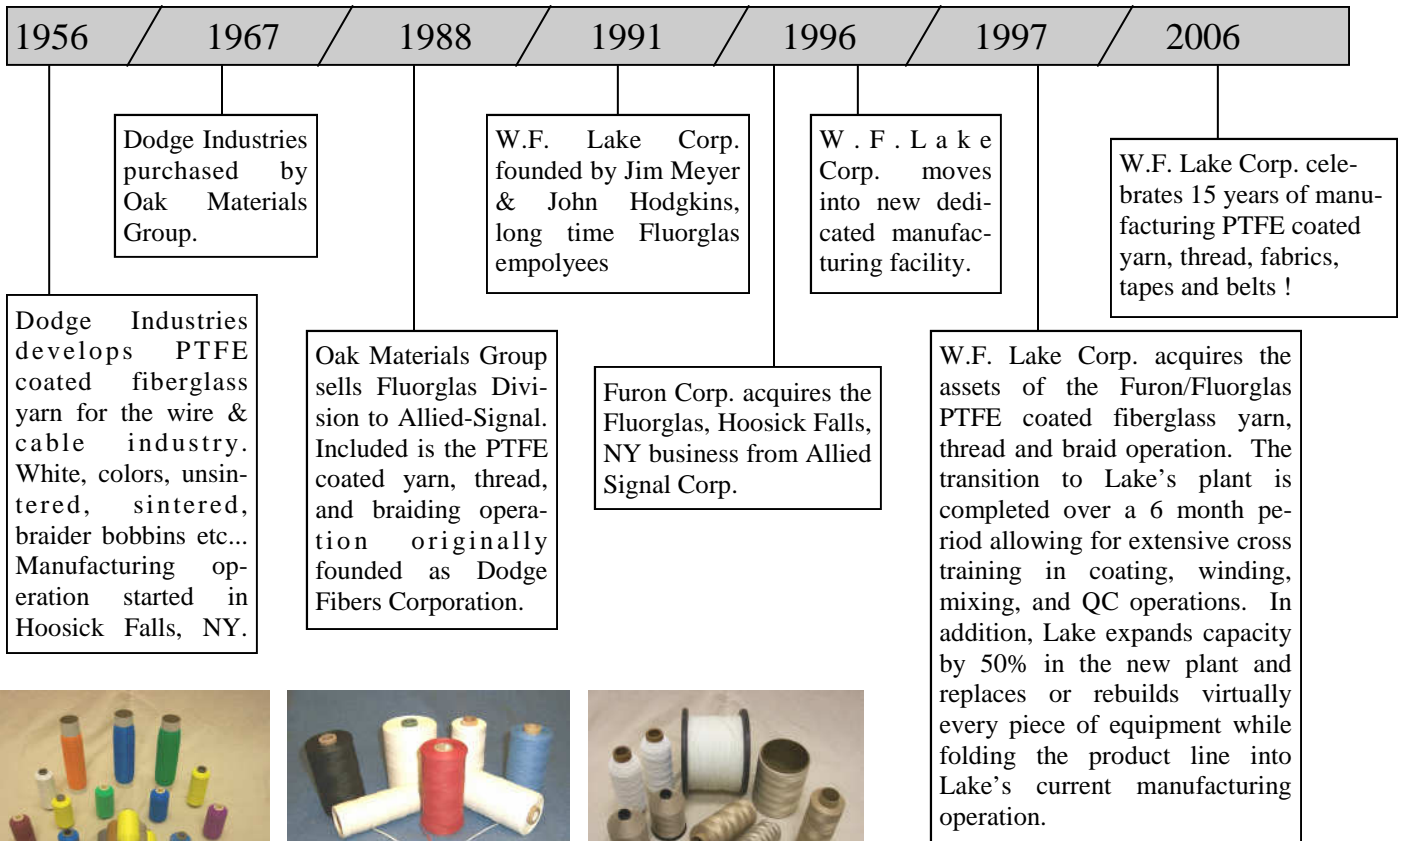 1956 / 1967 / 1988 / 1991 / 1996 / 1997 / 2006
Dodge Industries
develops PTFE
coated fiberglass
yarn for the wire &
cable industry.
White, colors, unsin-
tered, sintered,
braider bobbins etc...
Manufacturing op-
eration started in
Hoosick Falls, NY.
Dodge Industries
purchased by
Oak Materials
Group.
Oak Materials Group
sells Fluorglas Divi-
sion to Allied-Signal.
Included is the PTFE
coated yarn, thread,
and braiding opera-
tion originally
founded as Dodge
Fibers Corporation.
W.F. Lake Corp.
founded by Jim Meyer
& John Hodgkins,
long time Fluorglas
empolyees
Furon Corp. acquires the
Fluorglas, Hoosick Falls,
NY business from Allied
Signal Corp.
W.F.Lake
Corp. moves
into new dedi-
cated manufac-
turing facility.
W.F. Lake Corp. acquires the
assets of the Furon/Fluorglas
PTFE coated fiberglass yarn,
thread and braid operation. The
transition to Lake's plant is
completed over a 6 month pe-
riod allowing for extensive cross
training in coating, winding,
mixing, and QC operations. In
addition, Lake expands capacity
by 50% in the new plant and
replaces or rebuilds virtually
every piece of equipment while
folding the product line into
Lake's current manufacturing
operation.
W.F. Lake Corp. cele-
brates 15 years of manu-
facturing PTFE coated
yarn, thread, fabrics,
tapes and belts !